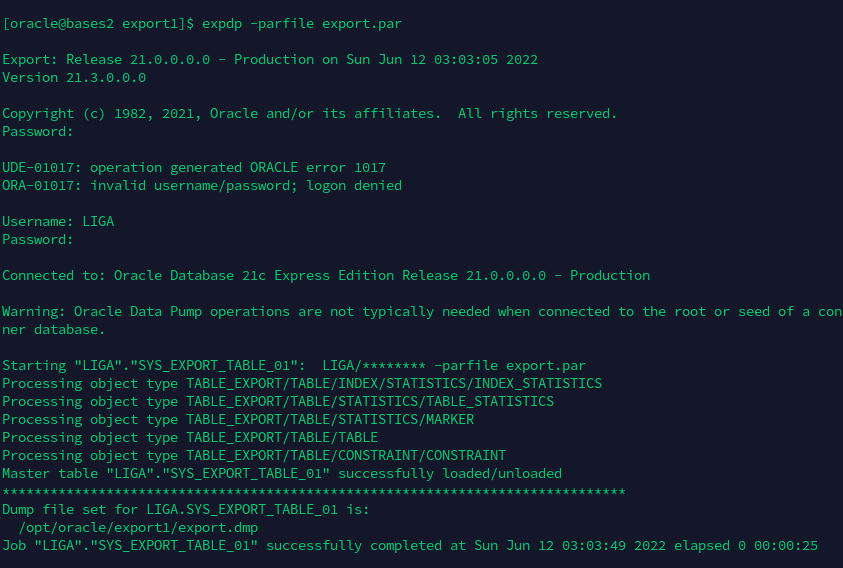 [oracle@bases2 export1]$ expdp -parfile export.par
Export: Release 21.0.0.0.0 - Production on Sun Jun 12 03:03:05 2022
Version 21.3.0.0.0
Copyright (c) 1982, 2021, Oracle and/or its affiliates.  All rights reserved.
Password:
UDE-01017: operation generated ORACLE error 1017
ORA-01017: invalid username/password; logon denied
Username: LIGA
Password:
Connected to: Oracle Database 21c Express Edition Release 21.0.0.0.0 - Production
Warning: Oracle Data Pump operations are not typically needed when connected to the root or seed of a con
ner database.
Starting "LIGA"."SYS_EXPORT_TABLE_01":  LIGA/******** -parfile export.par
Processing object type TABLE_EXPORT/TABLE/INDEX/STATISTICS/INDEX_STATISTICS
Processing object type TABLE_EXPORT/TABLE/STATISTICS/TABLE_STATISTICS
Processing object type TABLE_EXPORT/TABLE/STATISTICS/MARKER
Processing object type TABLE_EXPORT/TABLE/TABLE
Processing object type TABLE_EXPORT/TABLE/CONSTRAINT/CONSTRAINT
Master table "LIGA"."SYS_EXPORT_TABLE_01" successfully loaded/unloaded
******************************************************************************
Dump file set for LIGA.SYS_EXPORT_TABLE_01 is:
  /opt/oracle/export1/export.dmp
Job "LIGA"."SYS_EXPORT_TABLE_01" successfully completed at Sun Jun 12 03:03:49 2022 elapsed 0 00:00:25